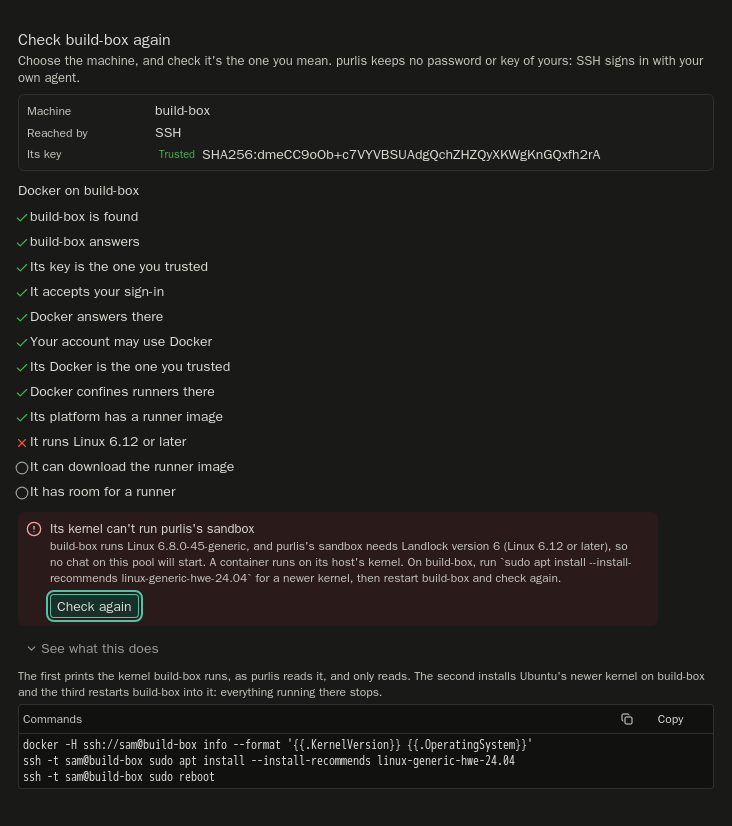 Check build-box again
Choose the machine, and check it's the one you mean. purlis keeps no password or key of yours: SSH signs in with your
own agent.
Machine build-box
Reached by SSH
Its key Trusted SHA256:dmeCC9oOb+c7VYVBSUAdgQchZHZQyXKWgKnGQxfh2rA
Docker on build-box
build-box is found
build-box answers
Its key is the one you trusted
It accepts your sign-in
Docker answers there
Your account may use Docker
Its Docker is the one you trusted
Docker confines runners there
Its platform has a runner image
It runs Linux 6.12 or later
It can download the runner image
It has room for a runner
Its kernel can't run purlis's sandbox
build-box runs Linux 6.8.0-45-generic, and purlis's sandbox needs Landlock version 6 (Linux 6.12 or later), so
no chat on this pool will start. A container runs on its host's kernel. On build-box, run `sudo apt install --install-
recommends linux-generic-hwe-24.04` for a newer kernel, then restart build-box and check again.
Check again
See what this does
The first prints the kernel build-box runs, as purlis reads it, and only reads. The second installs Ubuntu's newer kernel on build-box
and the third restarts build-box into it: everything running there stops.
Commands Copy
docker -H ssh://sam@build-box info --format '{{.KernelVersion}} {{.OperatingSystem}}'
ssh -t sam@build-box sudo apt install --install-recommends linux-generic-hwe-24.04
ssh -t sam@build-box sudo reboot